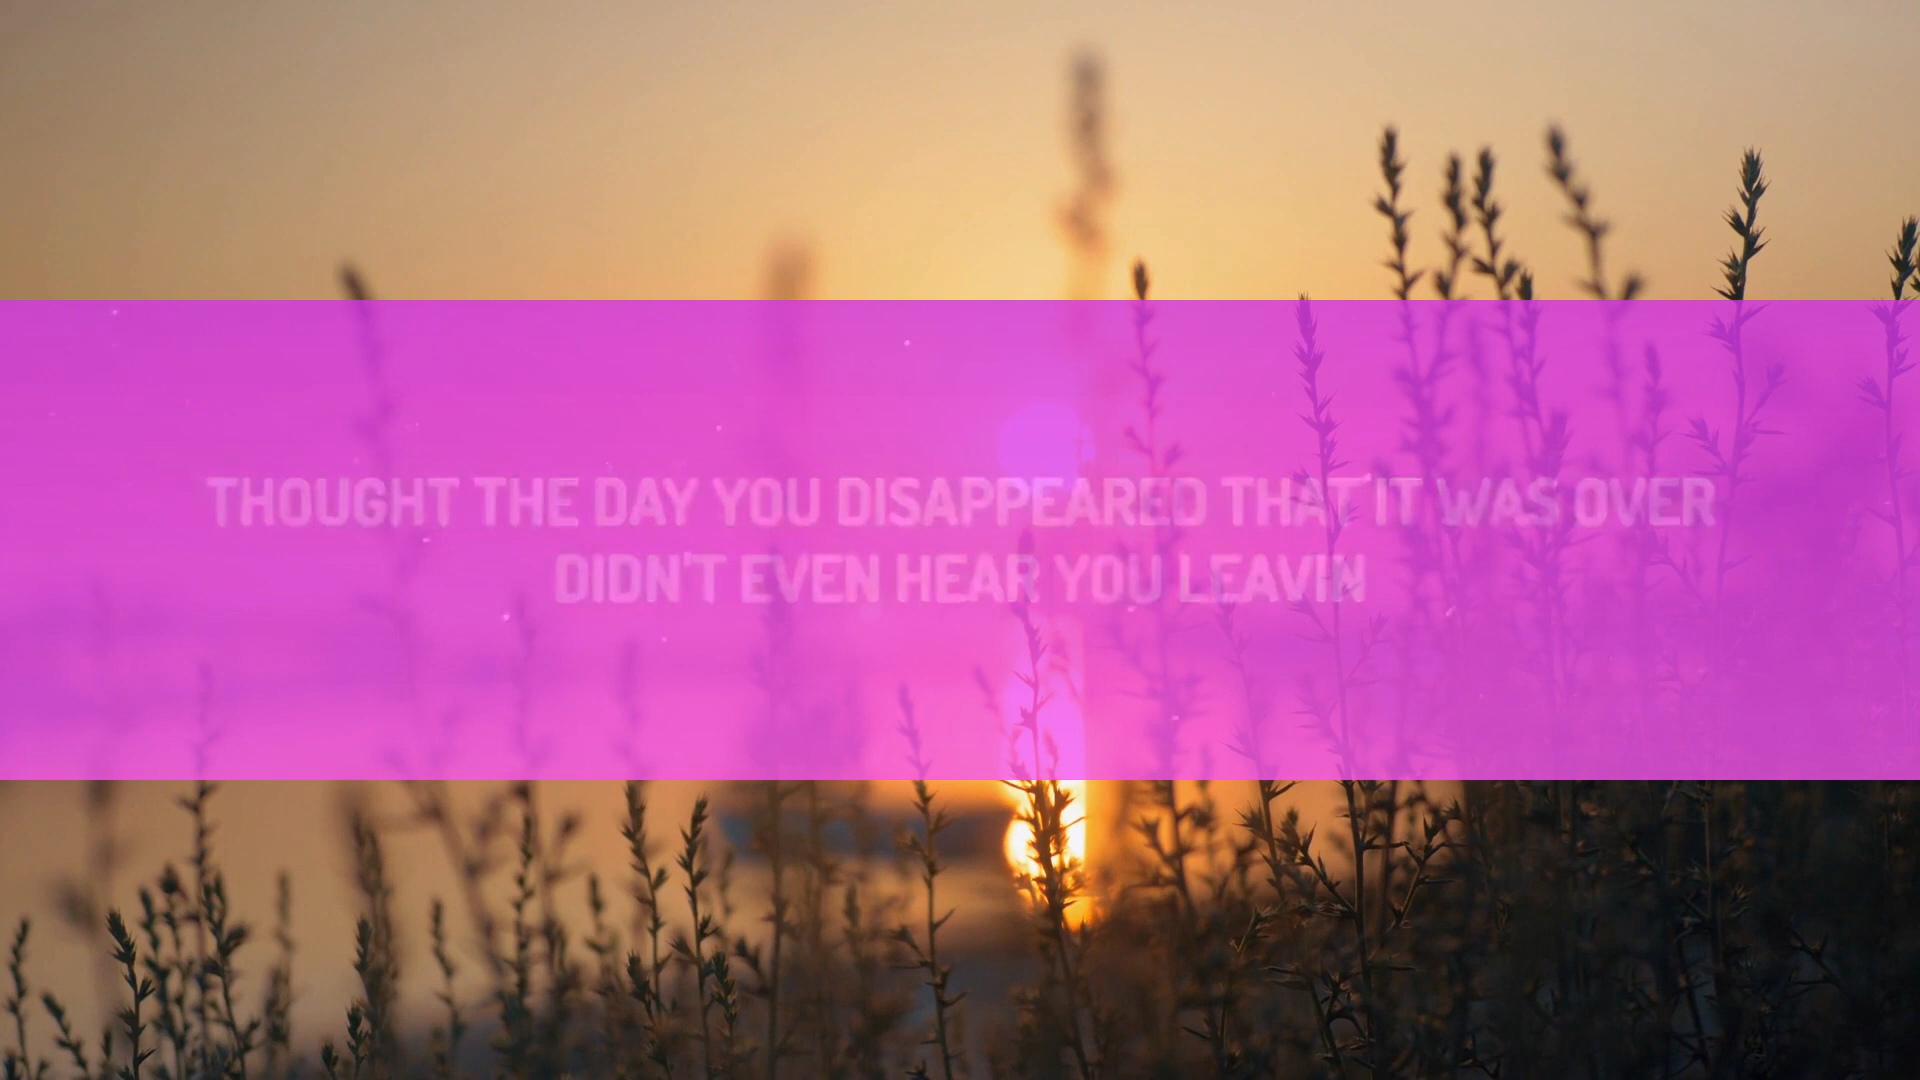 THOUGHT THE DAY YOU DISAPPEARED THAT IT WAS OVER
DIDN'T EVEN HEAR YOU LEAVIN